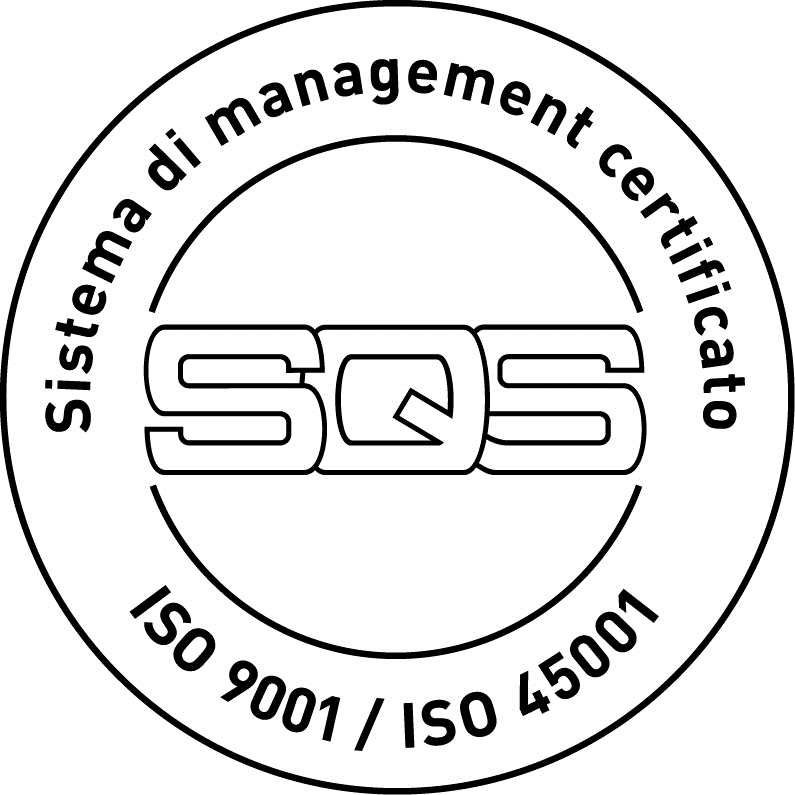 Sistema di management certificato
SQS
ISO 9001 / ISO 45001